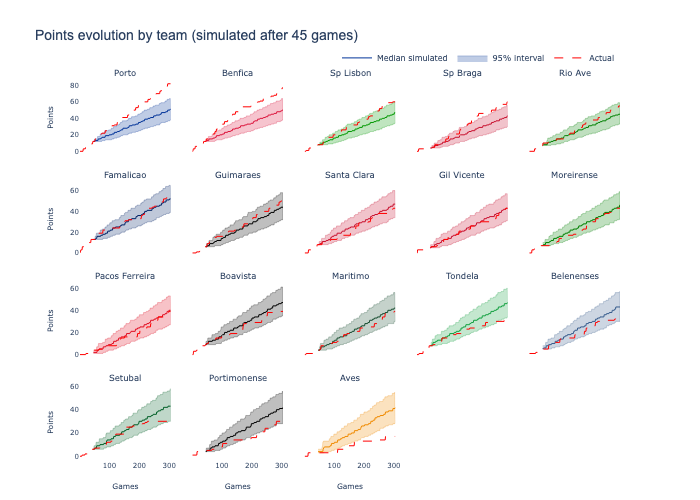 Points evolution by team (simulated after 45 games)
Median simulated 95% interval Actual
Porto Benfica Sp Lisbon Sp Braga Rio Ave
80
60
40
20
0
Points
Famalicao Guimaraes Santa Clara Gil Vicente Moreirense
60
40
20
0
Points
Pacos Ferreira Boavista Maritimo Tondela Belenenses
60
40
20
0
Points
Setubal Portimonense Aves
60
40
20
0
Points
100 200 300 100 200 300 100 200 300
Games Games Games